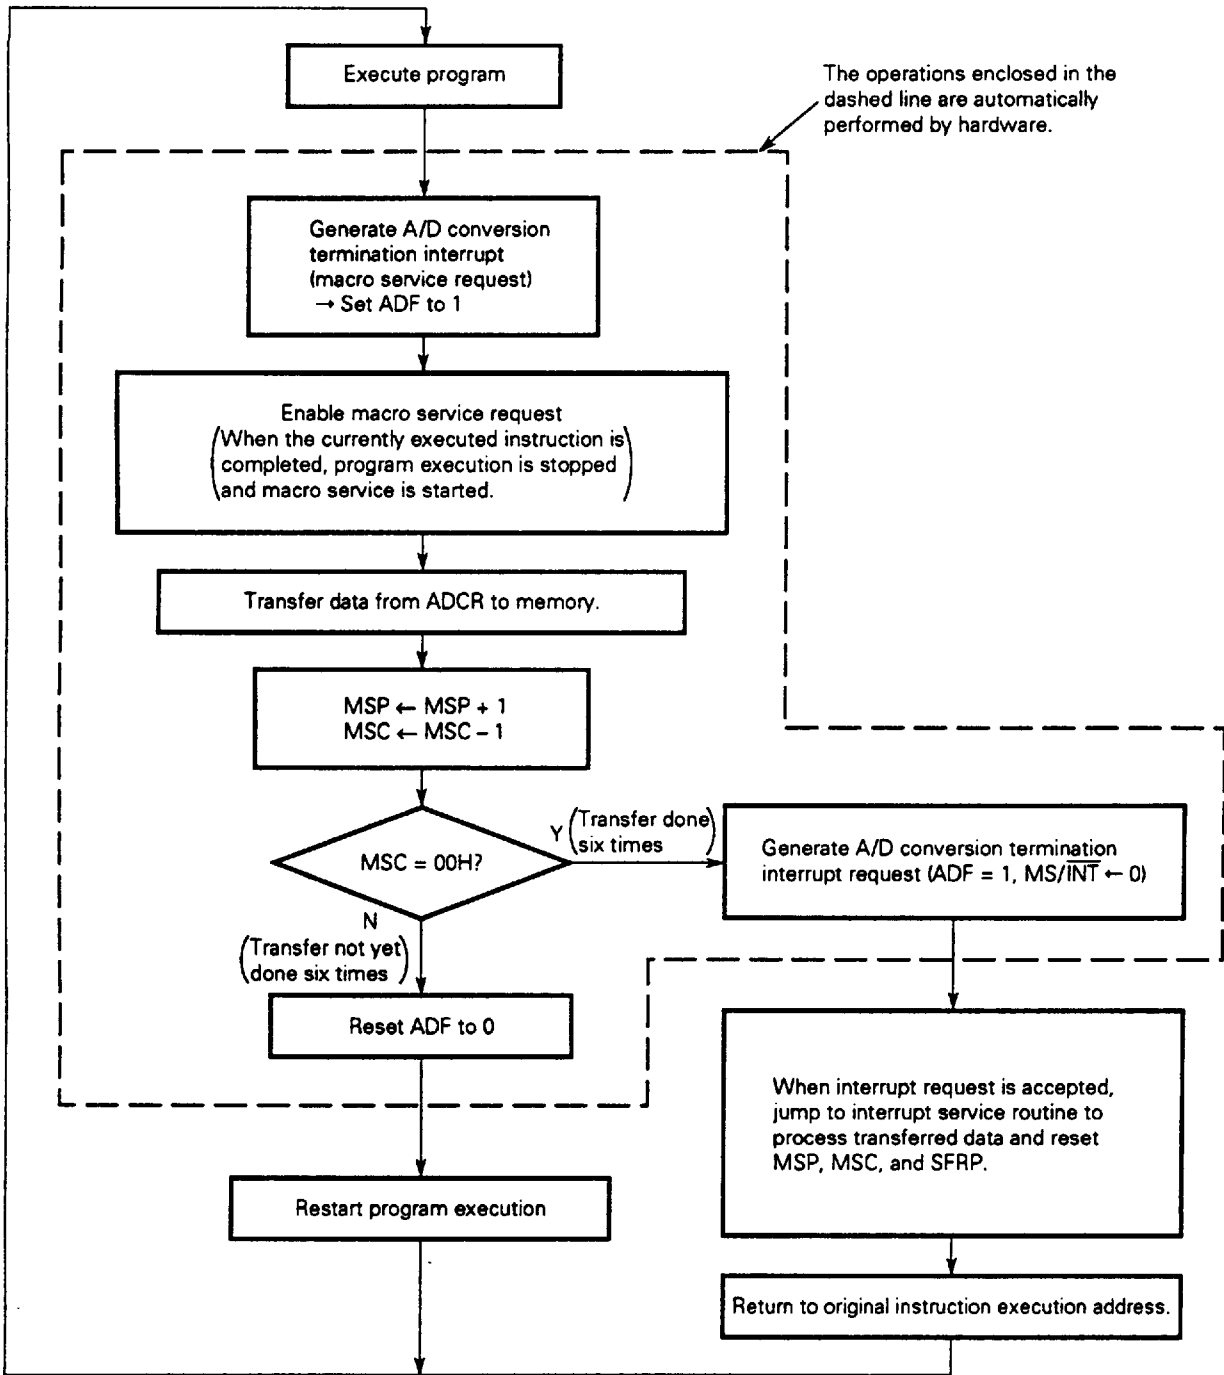 Execute program
The operations enclosed in the
dashed line are automatically
performed by hardware.
Generate A/D conversion
termination interrupt
(macro service request)
→ Set ADF to 1
Enable macro service request
(When the currently executed instruction is
completed, program execution is stopped
and macro service is started.)
Transfer data from ADCR to memory.
MSP ← MSP + 1
MSC ← MSC – 1
MSC = 00H?
Y (Transfer done
six times)
Generate A/D conversion termination
interrupt request (ADF = 1, MS/I̅N̅T̅ ← 0)
N
(Transfer not yet
done six times)
Reset ADF to 0
When interrupt request is accepted,
jump to interrupt service routine to
process transferred data and reset
MSP, MSC, and SFRP.
Restart program execution
Return to original instruction execution address.